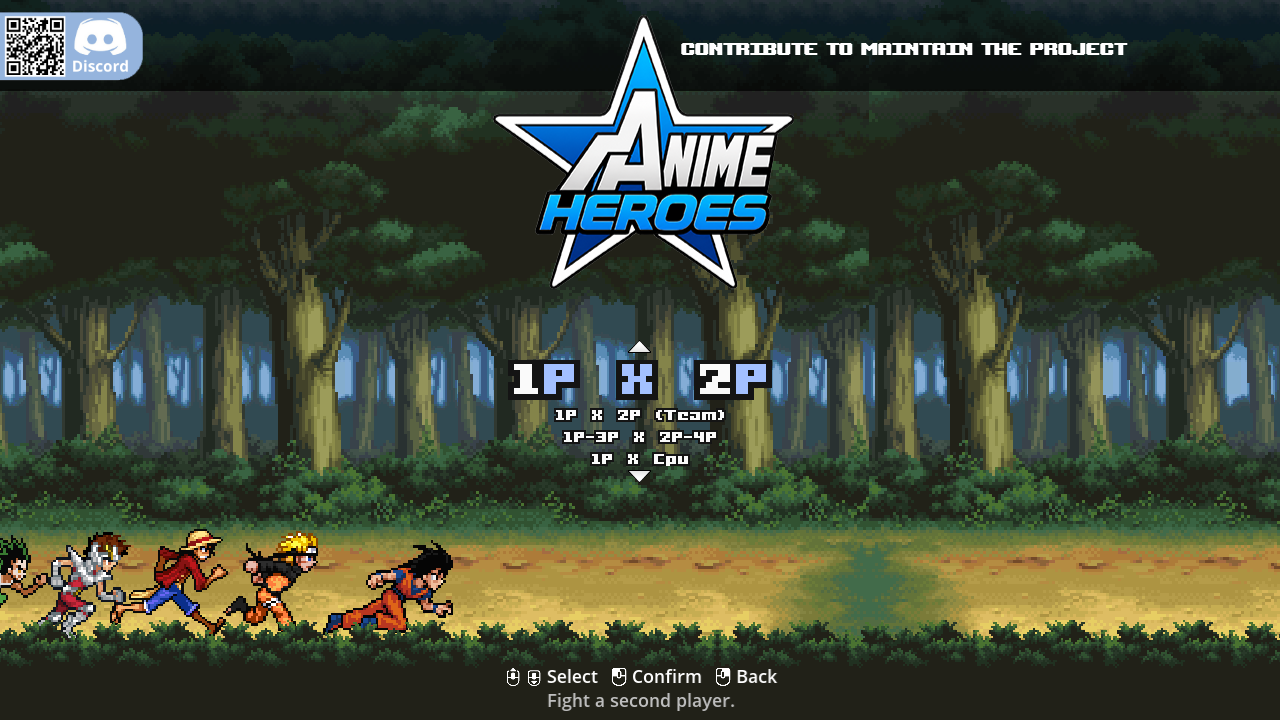 Discord
CONTRIBUTE TO MAINTAIN THE PROJECT
ANIME
HEROES
1P X 2P
1P X 2P (Team)
1P-3P X 2P-4P
1P X Cpu
Select Confirm Back
Fight a second player.